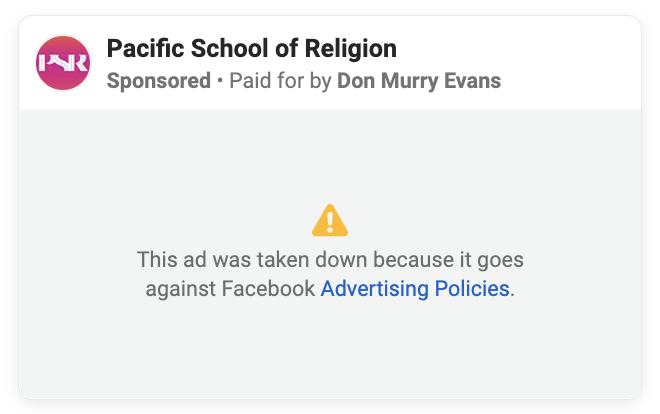 PSR
Pacific School of Religion
Sponsored • Paid for by Don Murry Evans
This ad was taken down because it goes
against Facebook Advertising Policies.